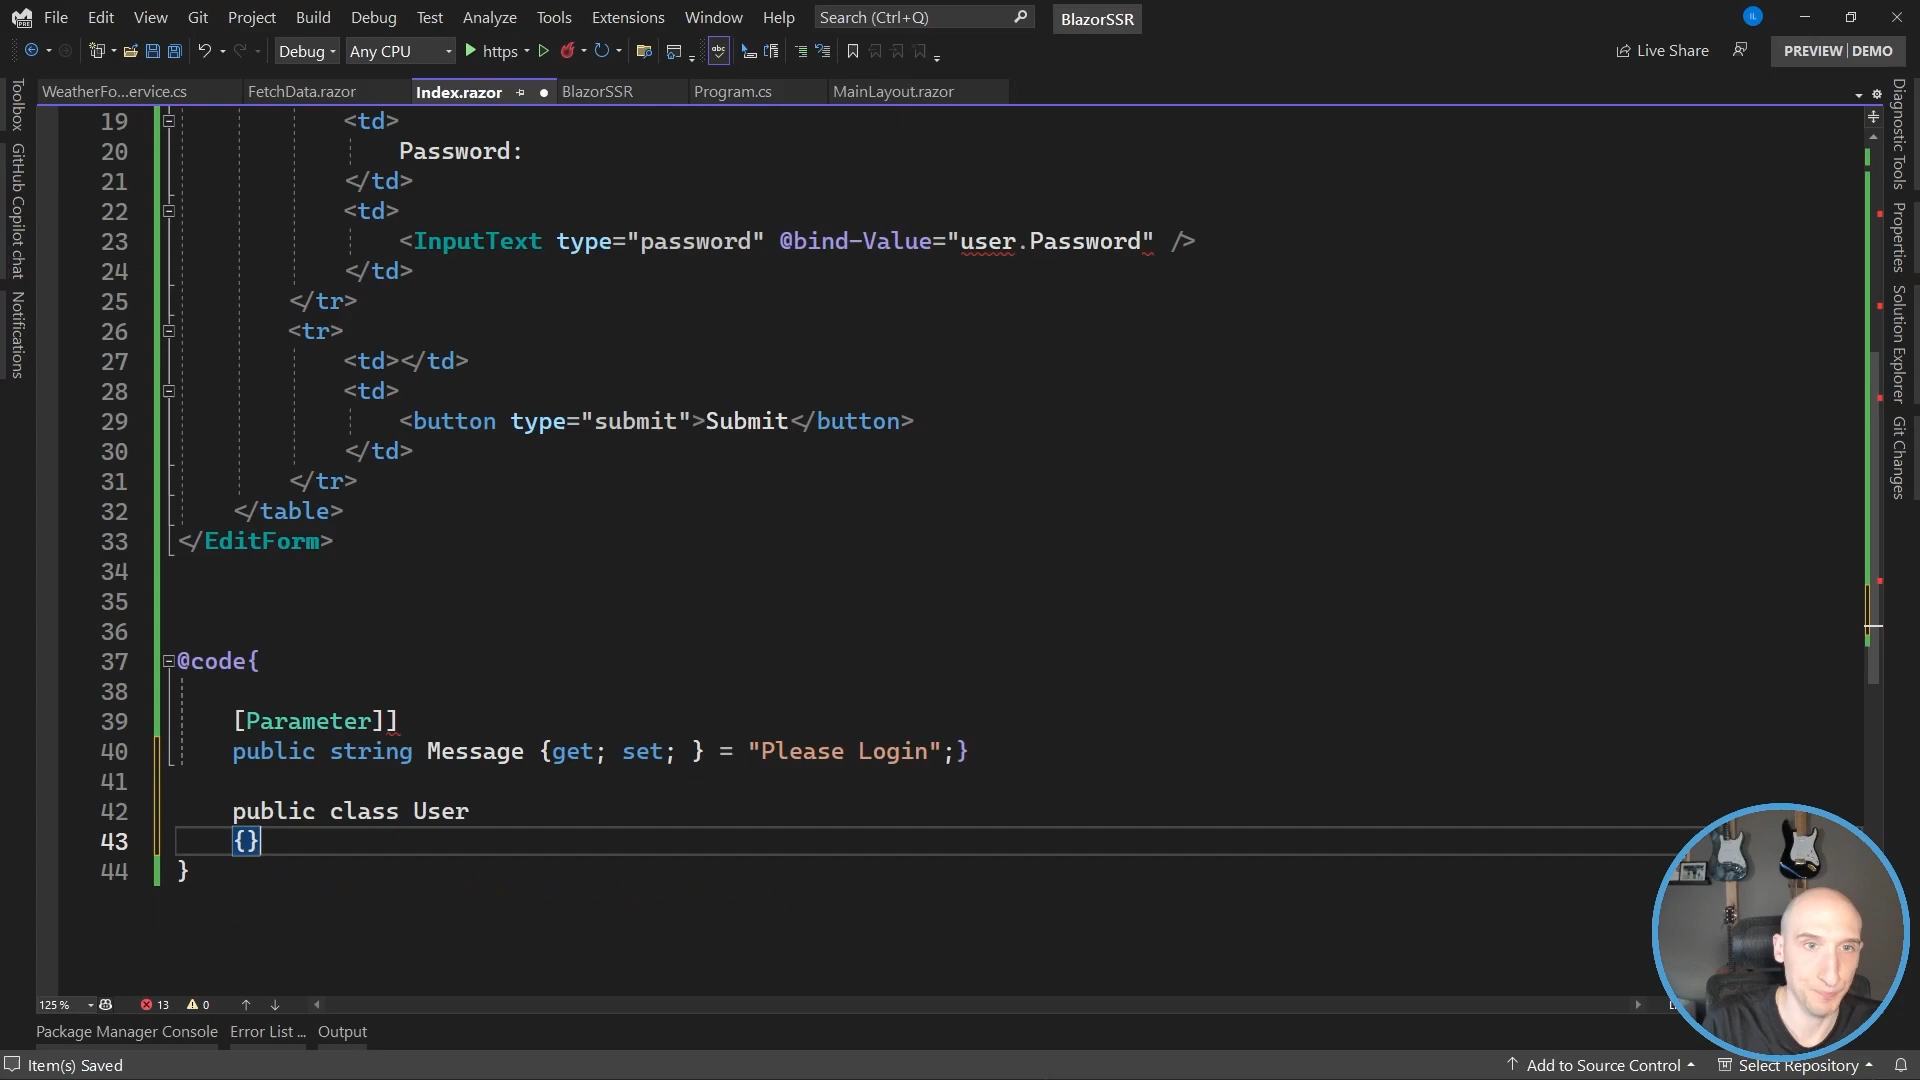 File Edit View Git Project Build Debug Test Analyze Tools Extensions Window Help Search (Ctrl+Q) BlazorSSR
Debug Any CPU https abc Live Share PREVIEW | DEMO
WeatherFo...ervice.cs FetchData.razor Index.razor BlazorSSR Program.cs MainLayout.razor
Toolbox
GitHub Copilot chat
Notifications
19 <td>
20 Password:
21 </td>
22 <td>
23 <InputText type="password" @bind-Value="user.Password" />
24 </td>
25 </tr>
26 <tr>
27 <td></td>
28 <td>
29 <button type="submit">Submit</button>
30 </td>
31 </tr>
32 </table>
33 </EditForm>
34
35
36
37 @code{
38
39 [Parameter]]
40 public string Message {get; set; } = "Please Login";}
41
42 public class User
43 {}
44 }
Diagnostic Tools
Properties
Solution Explorer
Git Changes
125 % 13 0
Package Manager Console Error List ... Output
Item(s) Saved Add to Source Control Select Repository